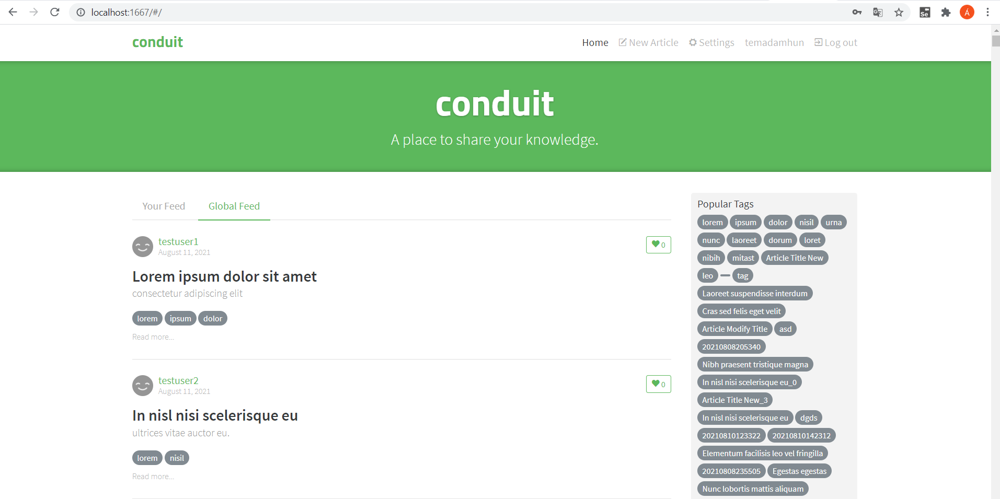 localhost:1667/#/
Se
Á
conduit
Home New Article Settings temadamhun Log out
conduit
A place to share your knowledge.
Your Feed Global Feed
testuser1
August 11, 2021
0
Lorem ipsum dolor sit amet
consectetur adipiscing elit
lorem ipsum dolor
Read more...
testuser2
August 11, 2021
0
In nisl nisi scelerisque eu
ultrices vitae auctor eu.
lorem nisil
Read more...
Popular Tags
lorem ipsum dolor nisil urna
nunc laoreet dorum loret
nibih mitast Article Title New
leo tag
Laoreet suspendisse interdum
Cras sed felis eget velit
Article Modify Title asd
20210808205340
Nibh praesent tristique magna
In nisl nisi scelerisque eu_0
Article Title New_3
In nisl nisi scelerisque eu dgds
20210810123322 20210810142312
Elementum facilisis leo vel fringilla
20210808235505 Egestas egestas
Nunc lobortis mattis aliquam